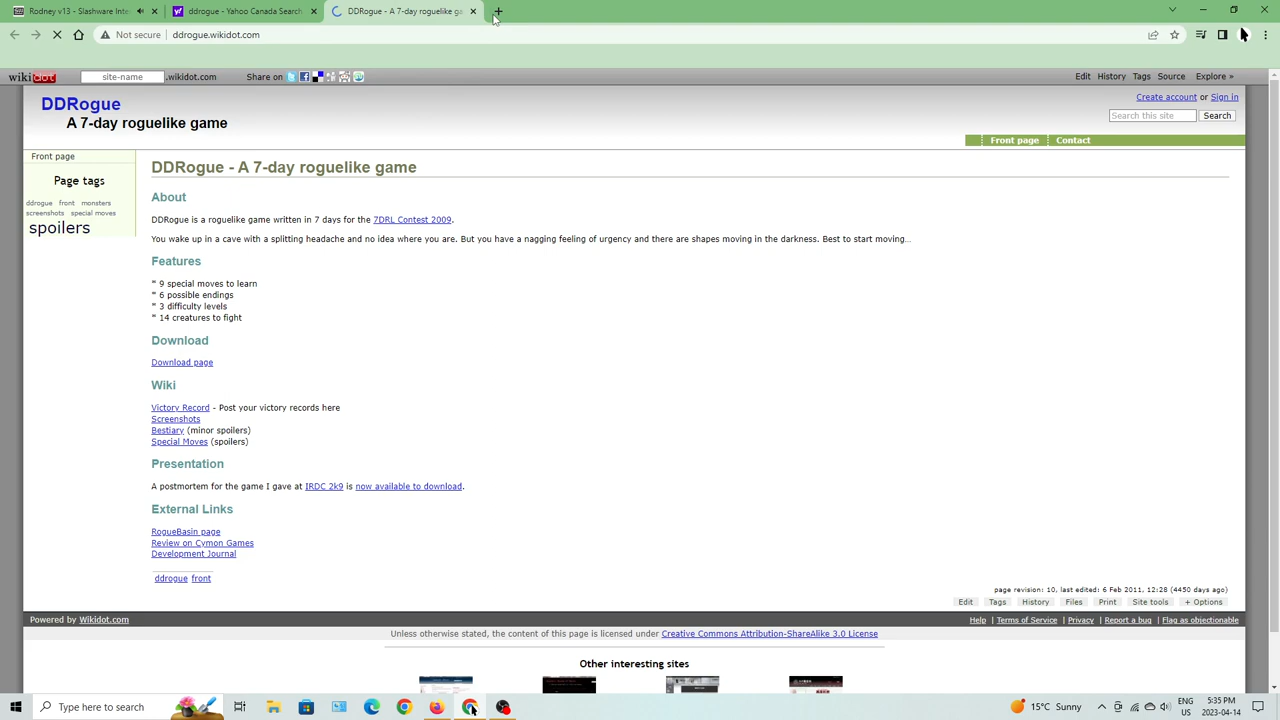 Rodney v13 - Slashware Inte
ddrogue - Yahoo Canada Search
DDRogue - A 7-day roguelike ga
Not secure
ddrogue.wikidot.com
wikidot
site-name
.wikidot.com
Share on
Edit
History
Tags
Source
Explore »
DDRogue
A 7-day roguelike game
Create account or Sign in
Search this site
Search
Front page
Contact
Front page
Page tags
ddrogue front monsters
screenshots special moves
spoilers
DDRogue - A 7-day roguelike game
About
DDRogue is a roguelike game written in 7 days for the 7DRL Contest 2009.
You wake up in a cave with a splitting headache and no idea where you are. But you have a nagging feeling of urgency and there are shapes moving in the darkness. Best to start moving...
Features
* 9 special moves to learn
* 6 possible endings
* 3 difficulty levels
* 14 creatures to fight
Download
Download page
Wiki
Victory Record - Post your victory records here
Screenshots
Bestiary (minor spoilers)
Special Moves (spoilers)
Presentation
A postmortem for the game I gave at IRDC 2k9 is now available to download.
External Links
RogueBasin page
Review on Cymon Games
Development Journal
ddrogue front
page revision: 10, last edited: 6 Feb 2011, 12:28 (4450 days ago)
Edit
Tags
History
Files
Print
Site tools
+ Options
Powered by Wikidot.com
Help | Terms of Service | Privacy | Report a bug | Flag as objectionable
Unless otherwise stated, the content of this page is licensed under Creative Commons Attribution-ShareAlike 3.0 License
Other interesting sites
Type here to search
15°C Sunny
ENG
US
5:35 PM
2023-04-14